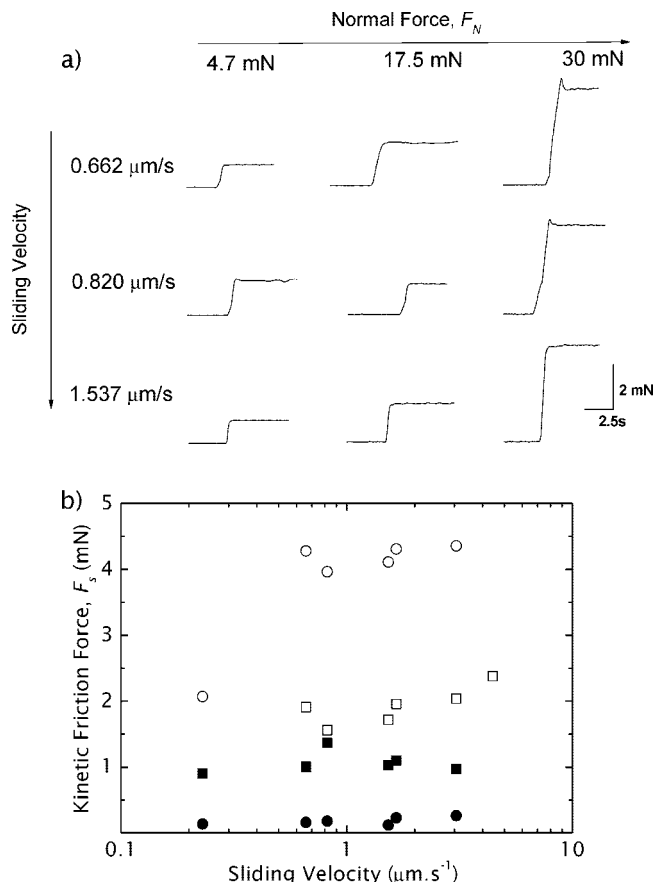 Normal Force, F_N
a)
4.7 mN 17.5 mN 30 mN
Sliding Velocity
0.662 μm/s
0.820 μm/s
1.537 μm/s
2 mN
2.5s
b)
Kinetic Friction Force, F_s (mN)
5
4
3
2
1
0.1 1 10
Sliding Velocity (μm.s⁻¹)